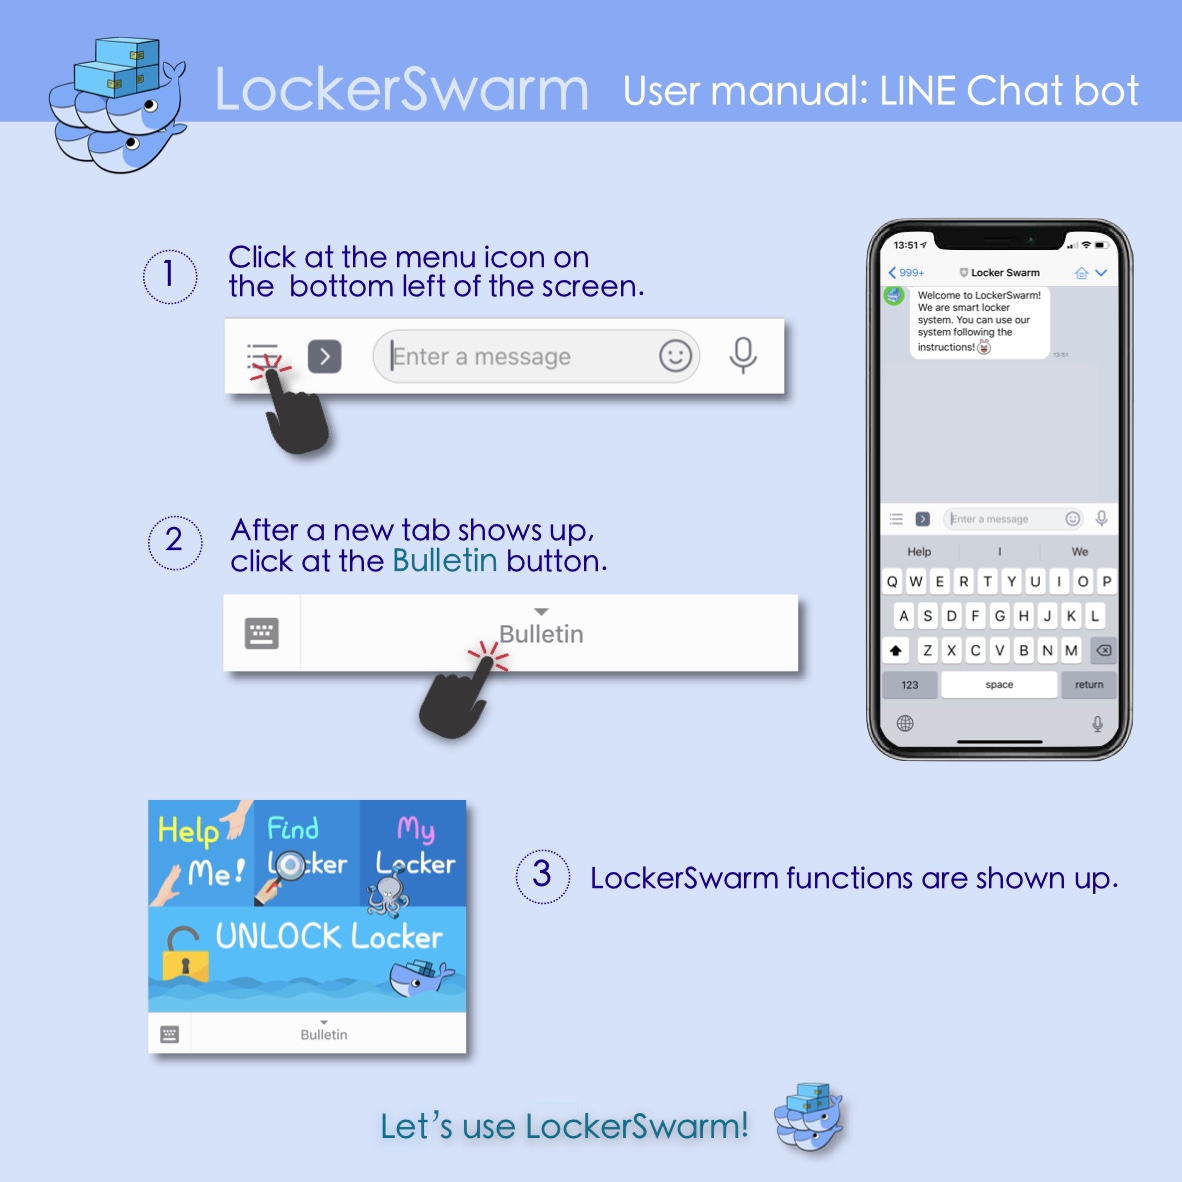 LockerSwarm User manual: LINE Chat bot
1
Click at the menu icon on
the bottom left of the screen.
Enter a message
2
After a new tab shows up,
click at the Bulletin button.
Bulletin
13:51
999+ Locker Swarm
Welcome to LockerSwarm!
We are smart locker
system. You can use our
system following the
instructions!
13:51
Enter a message
Help I We
Q W E R T Y U I O P
A S D F G H J K L
Z X C V B N M
123 space return
Help
Me!
Find
Locker
My
Locker
UNLOCK Locker
Bulletin
3
LockerSwarm functions are shown up.
Let's use LockerSwarm!